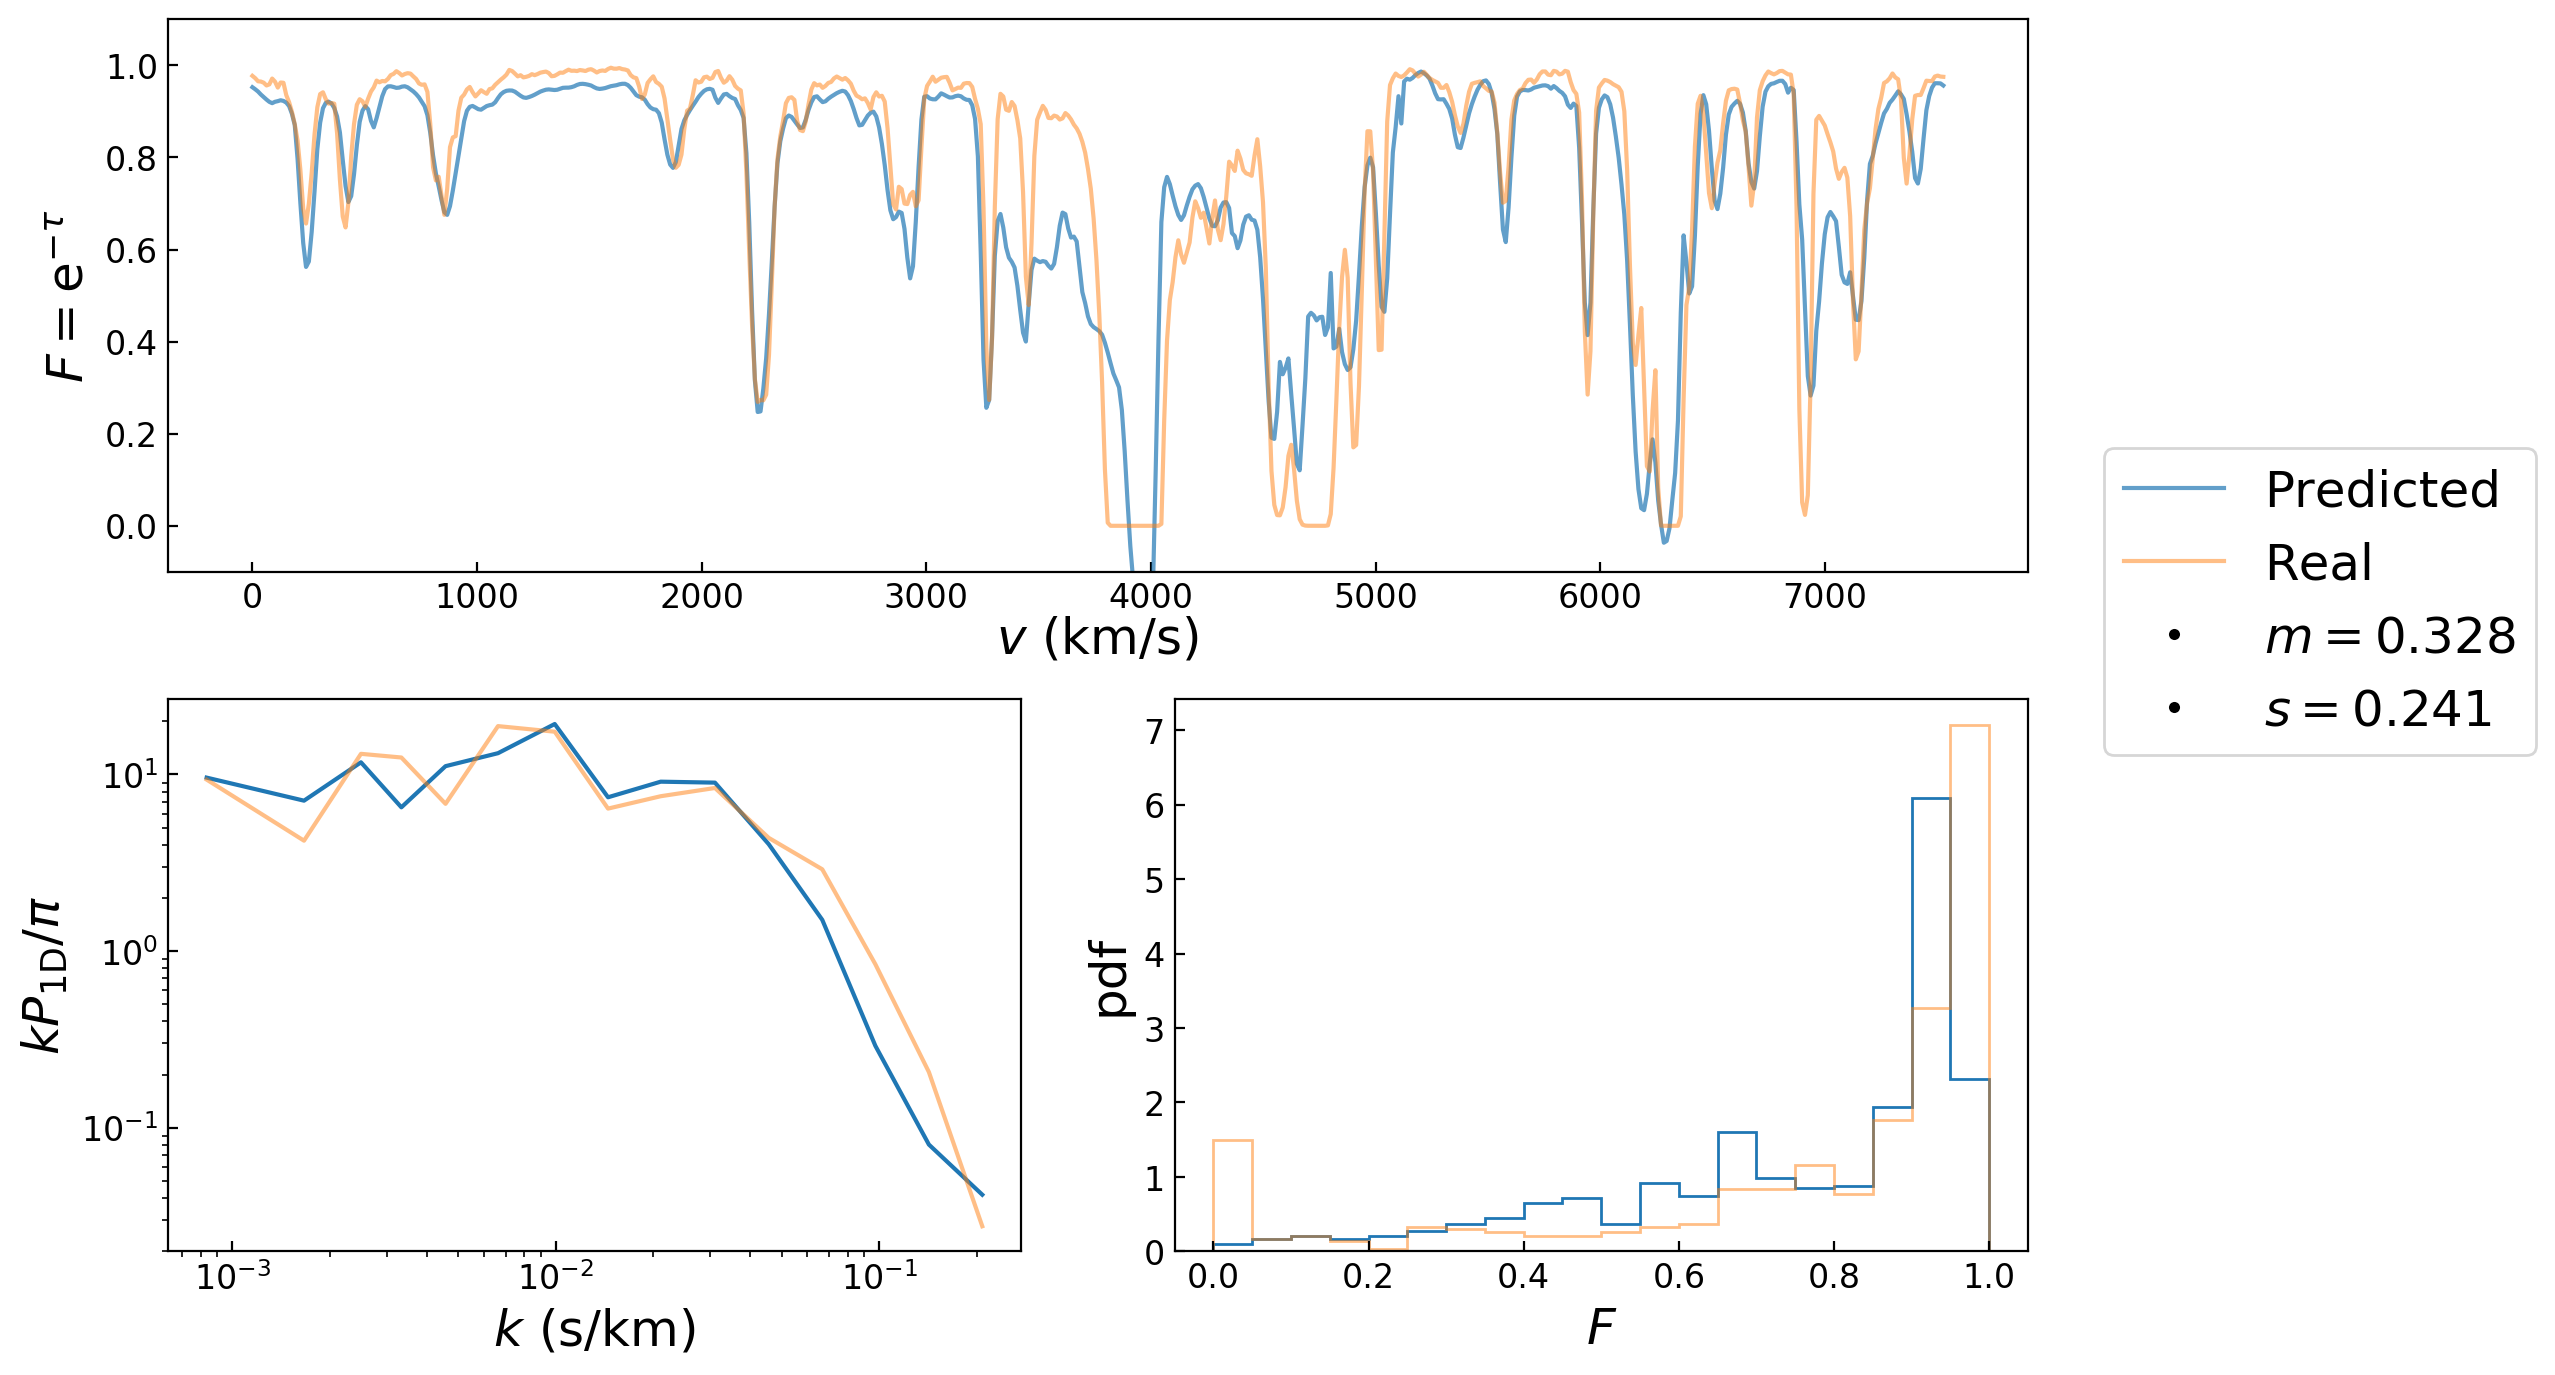 F = e^{−τ}
1.0
0.8
0.6
0.4
0.2
0.0
0 1000 2000 3000 4000 5000 6000 7000
v (km/s)
Predicted
Real
m = 0.328
s = 0.241
kP_{1D}/π
10^1
10^0
10^{−1}
10^{−3} 10^{−2} 10^{−1}
k (s/km)
pdf
7
6
5
4
3
2
1
0
0.0 0.2 0.4 0.6 0.8 1.0
F